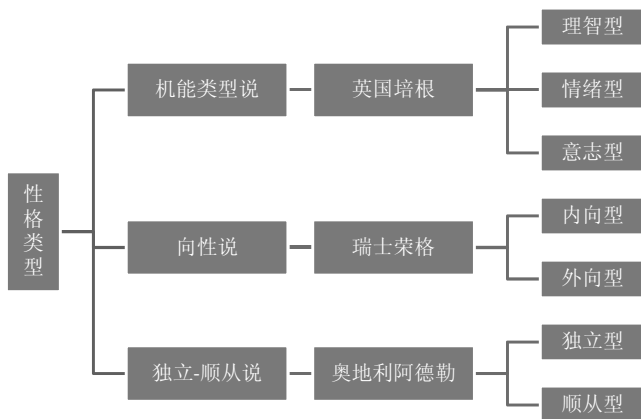 性格类型
机能类型说
英国培根
理智型
情绪型
意志型
向性说
瑞士荣格
内向型
外向型
独立-顺从说
奥地利阿德勒
独立型
顺从型